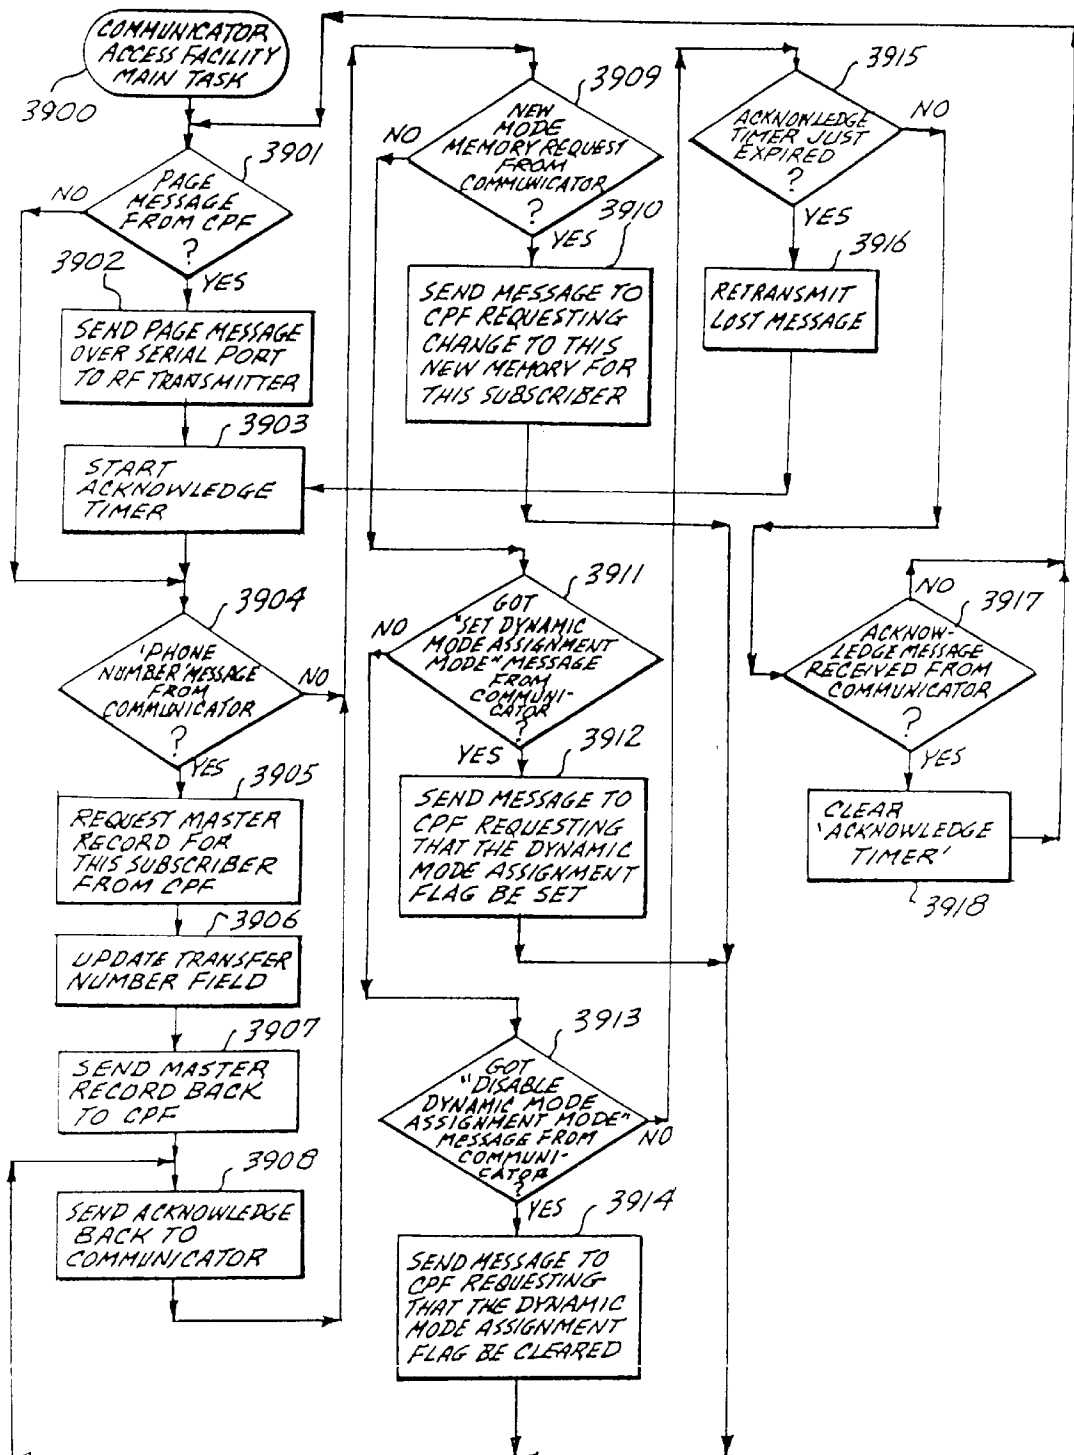 COMMUNICATOR
ACCESS FACILITY
MAIN TASK
3900
3901
PAGE
MESSAGE
FROM CPF
?
NO
YES
3902
SEND PAGE MESSAGE
OVER SERIAL PORT
TO RF TRANSMITTER
3903
START
ACKNOWLEDGE
TIMER
3904
'PHONE
NUMBER' MESSAGE
FROM
COMMUNICATOR
?
NO
YES
3905
REQUEST MASTER
RECORD FOR
THIS SUBSCRIBER
FROM CPF
3906
UPDATE TRANSFER
NUMBER FIELD
3907
SEND MASTER
RECORD BACK
TO CPF
3908
SEND ACKNOWLEDGE
BACK TO
COMMUNICATOR
3909
NEW
MODE
MEMORY REQUEST
FROM
COMMUNICATOR
?
NO
YES
3910
SEND MESSAGE TO
CPF REQUESTING
CHANGE TO THIS
NEW MEMORY FOR
THIS SUBSCRIBER
3911
GOT
"SET DYNAMIC
MODE ASSIGNMENT
MODE" MESSAGE
FROM
COMMUNI-
CATOR
?
NO
YES
3912
SEND MESSAGE TO
CPF REQUESTING
THAT THE DYNAMIC
MODE ASSIGNMENT
FLAG BE SET
3913
GOT
"DISABLE
DYNAMIC MODE
ASSIGNMENT MODE"
MESSAGE FROM
COMMUNI-
CATOR
?
NO
YES
3914
SEND MESSAGE TO
CPF REQUESTING
THAT THE DYNAMIC
MODE ASSIGNMENT
FLAG BE CLEARED
3915
ACKNOWLEDGE
TIMER JUST
EXPIRED
?
NO
YES
3916
RETRANSMIT
LOST MESSAGE
3917
ACKNOW-
LEDGE MESSAGE
RECEIVED FROM
COMMUNICATOR
?
NO
YES
CLEAR
'ACKNOWLEDGE
TIMER'
3918